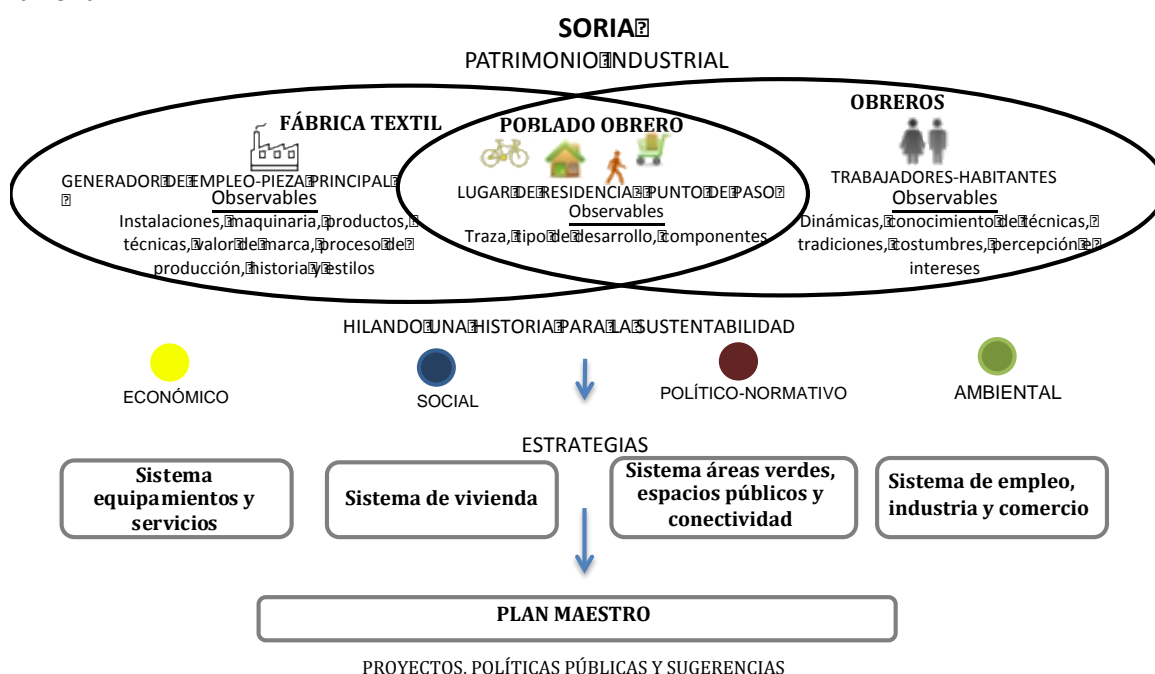 SORIA
PATRIMONIO INDUSTRIAL
FÁBRICA TEXTIL
GENERADOR DE EMPLEO-PIEZA PRINCIPAL
Observables
Instalaciones, maquinaria, productos,
técnicas, valor de marca, proceso de
producción, historia y estilos
POBLADO OBRERO
LUGAR DE RESIDENCIA - PUNTO DE PASO
Observables
Traza, tipo de desarrollo, componentes
OBREROS
TRABAJADORES-HABITANTES
Observables
Dinámicas, conocimiento de técnicas,
tradiciones, costumbres, percepción e
intereses
HILANDO UNA HISTORIA PARA LA SUSTENTABILIDAD
ECONÓMICO
SOCIAL
POLÍTICO-NORMATIVO
AMBIENTAL
ESTRATEGIAS
Sistema
equipamientos y
servicios
Sistema de vivienda
Sistema áreas verdes,
espacios públicos y
conectividad
Sistema de empleo,
industria y comercio
PLAN MAESTRO
PROYECTOS, POLÍTICAS PÚBLICAS Y SUGERENCIAS